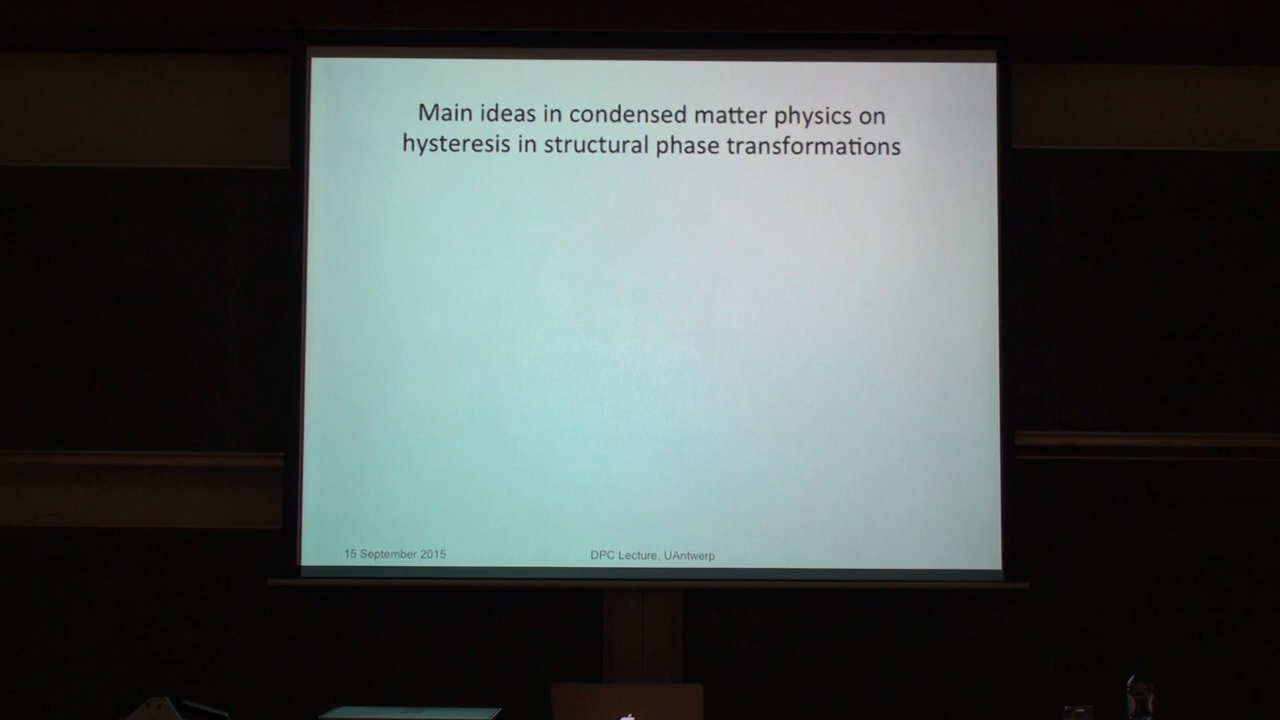 Main ideas in condensed matter physics on
hysteresis in structural phase transformations
15 September 2015
DPC Lecture, UAntwerp